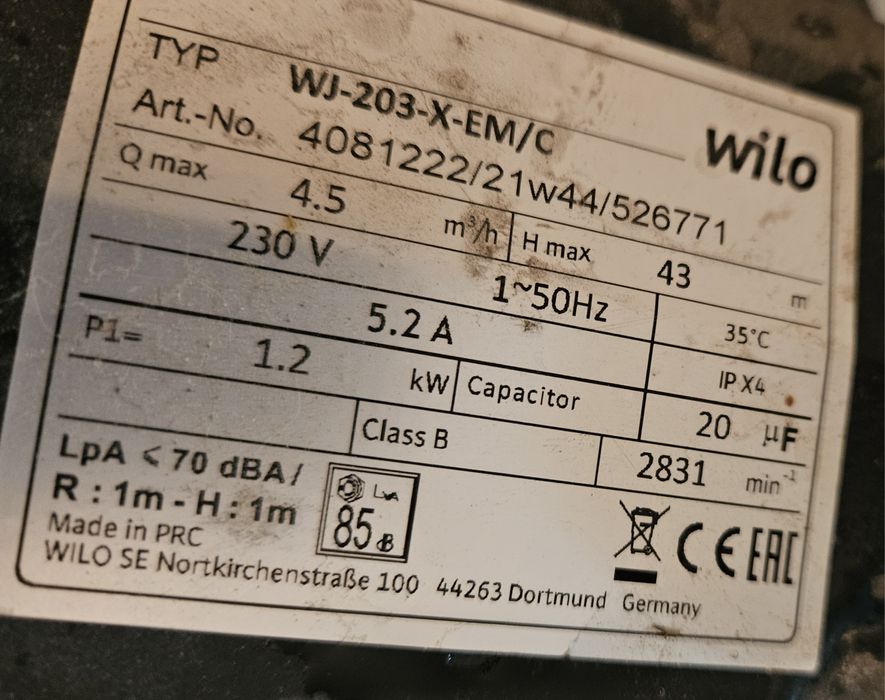 TYP WJ-203-X-EM/C wilo
Art.-No. 4081222/21w44/526771
Q max 4.5 m³/h H max 43 m
230 V 1~50Hz 35°C
5.2 A IP X4
P1= 1.2 kW Capacitor 20 µF
Class B 2831 min⁻¹
LpA < 70 dBA/
R : 1m - H : 1m
LwA
85 dB
CE EAC
Made in PRC
WILO SE Nortkirchenstraße 100 44263 Dortmund Germany